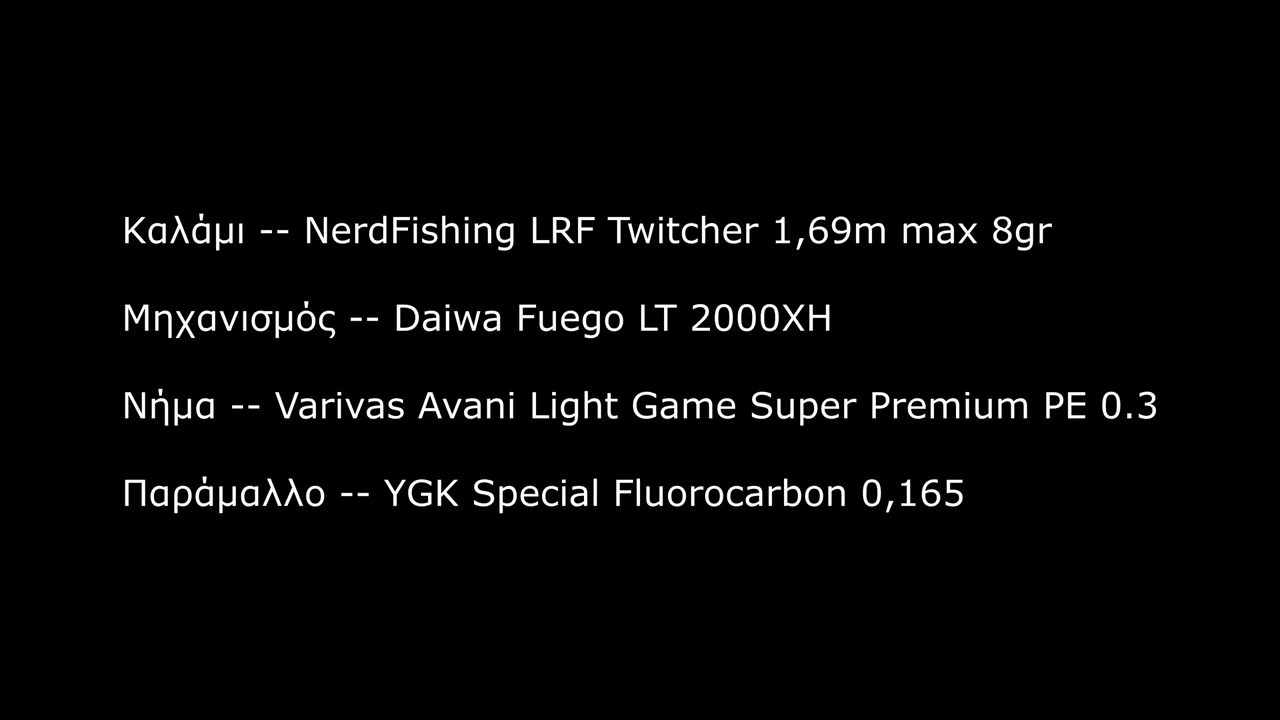 Καλάμι -- NerdFishing LRF Twitcher 1,69m max 8gr
Μηχανισμός -- Daiwa Fuego LT 2000XH
Νήμα -- Varivas Avani Light Game Super Premium PE 0.3
Παράμαλλο -- YGK Special Fluorocarbon 0,165